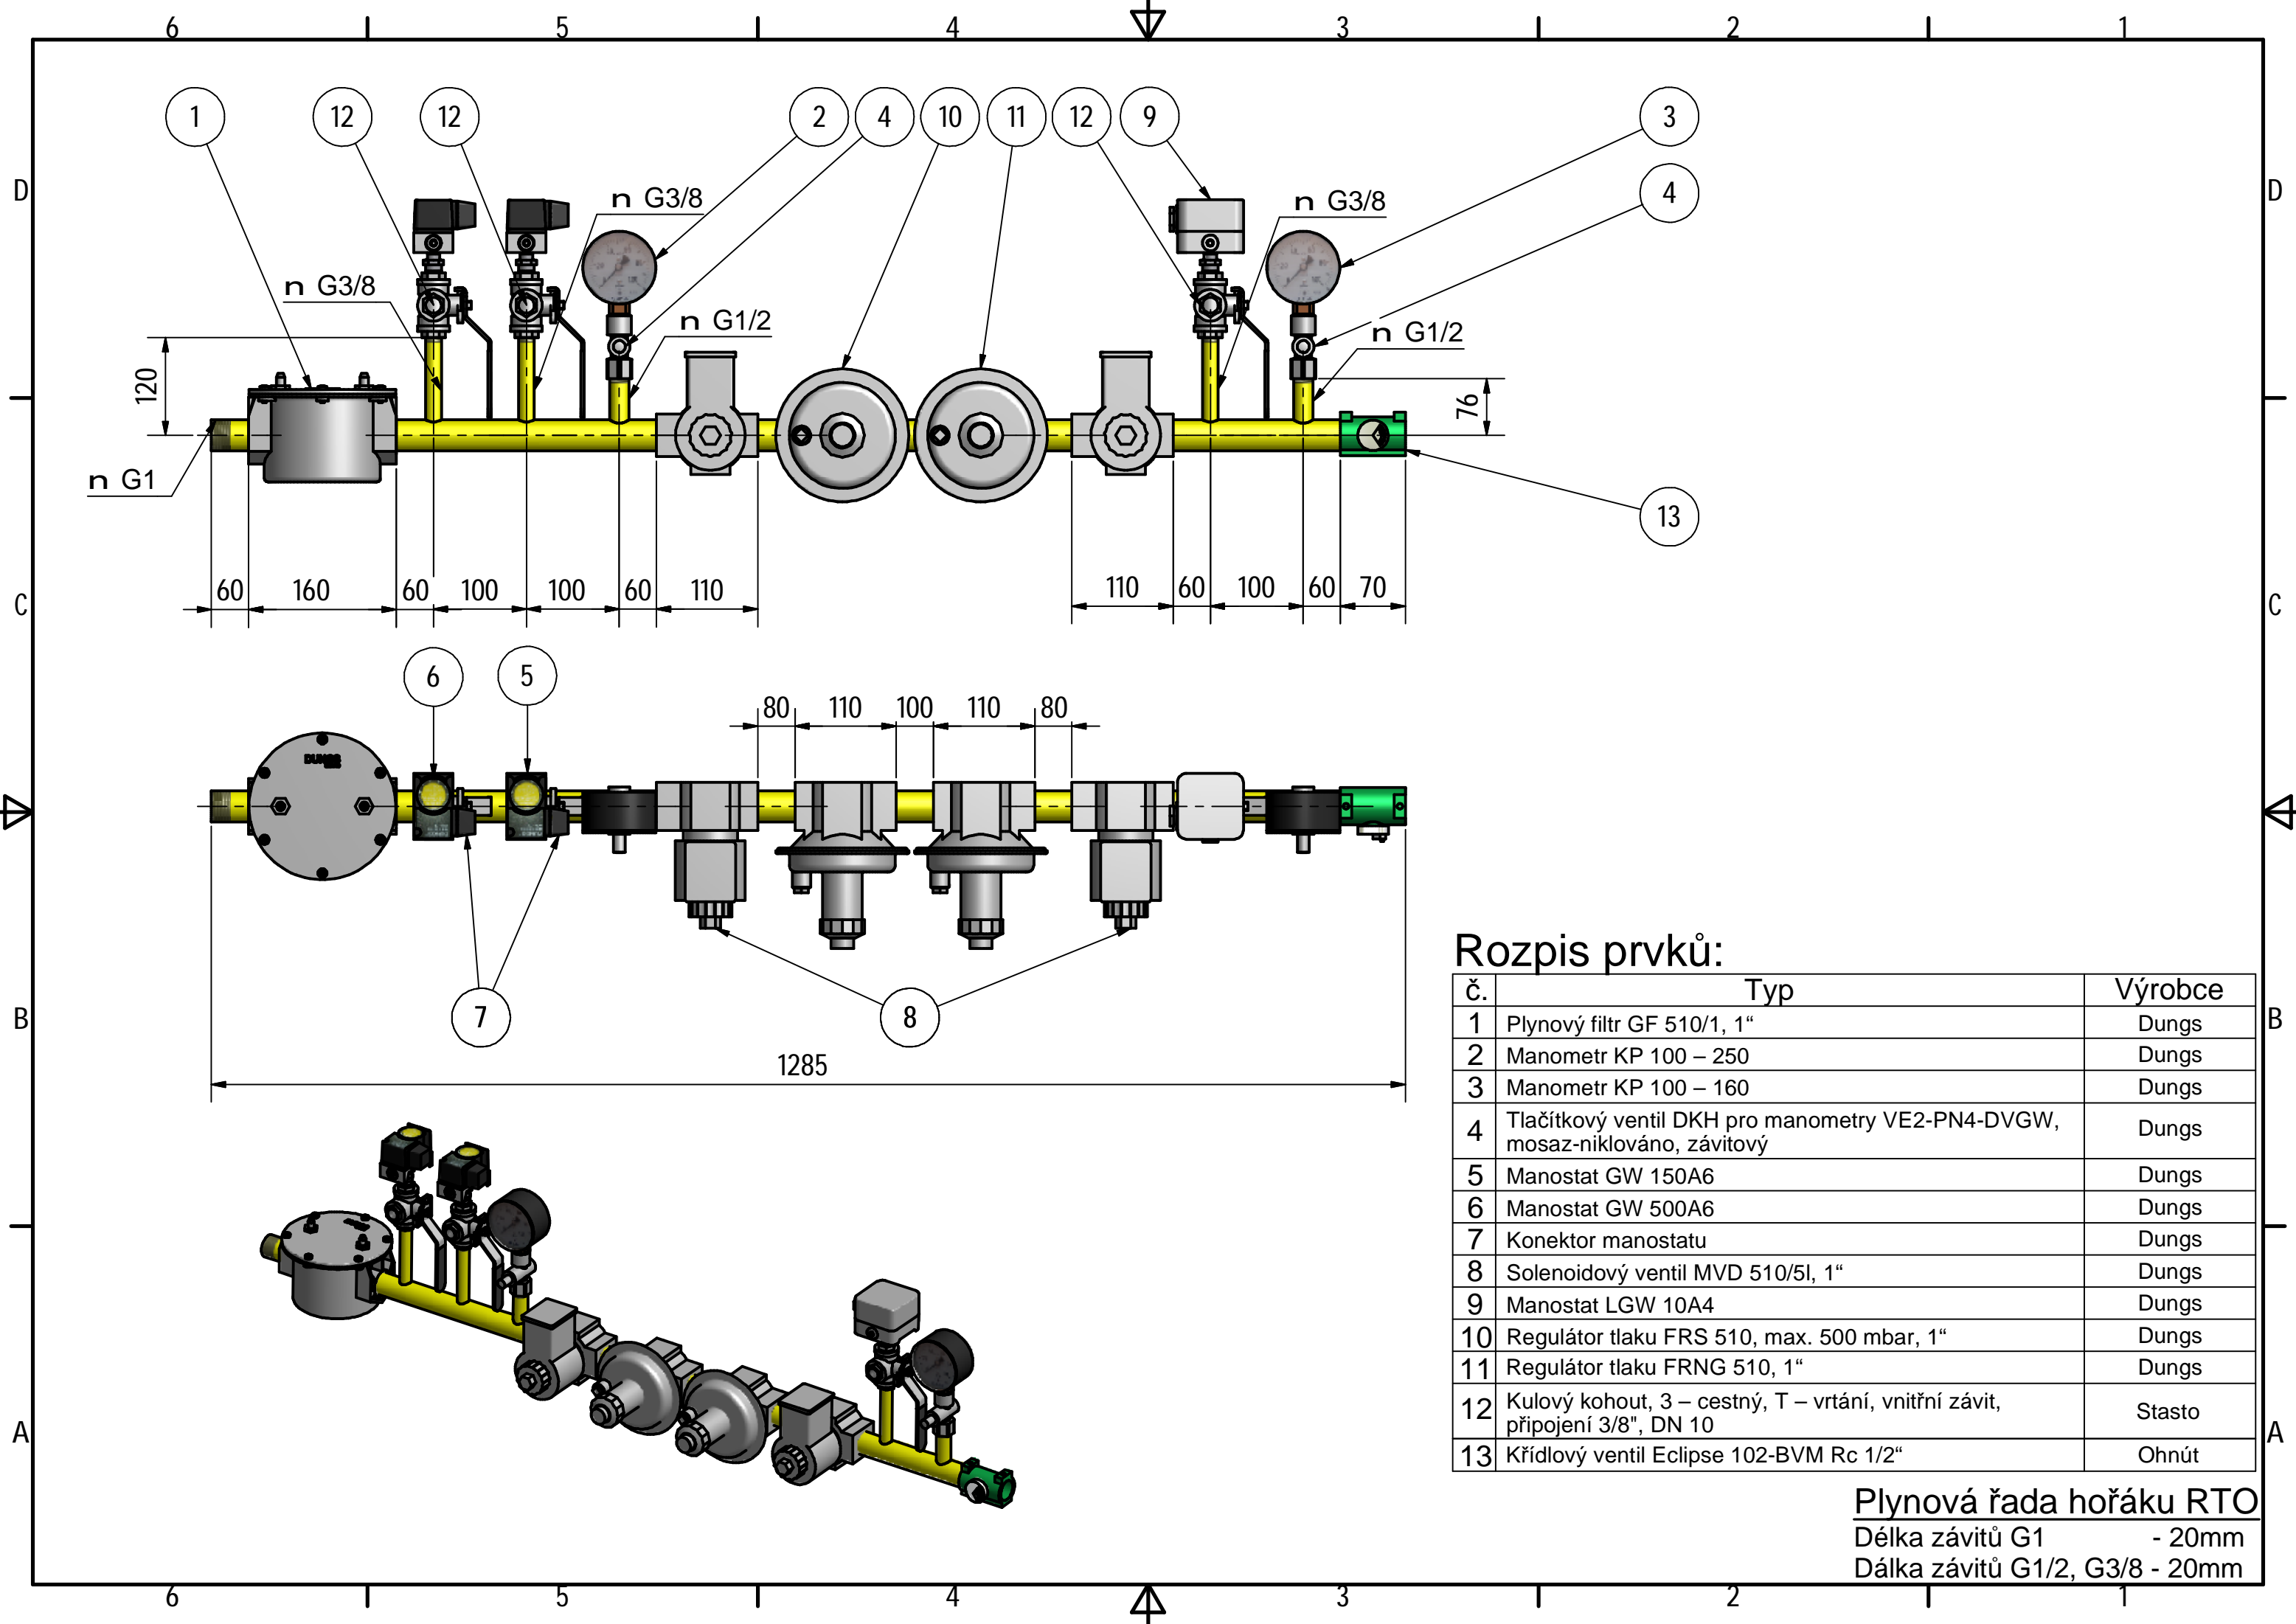 6 5 4 3 2 1
1 12 12 2 4 10 11 12 9 3
D D
4
n G3/8 n G3/8
n G3/8
n G1/2 n G1/2
120
76
n G1
13
60 160 60 100 100 60 110 110 60 100 60 70
C C
6 5
80 110 100 110 80
DUNGS
7 8
B B
1285
Rozpis prvků:
č. Typ Výrobce
1 Plynový filtr GF 510/1, 1“ Dungs
2 Manometr KP 100 – 250 Dungs
3 Manometr KP 100 – 160 Dungs
4 Tlačítkový ventil DKH pro manometry VE2-PN4-DVGW, Dungs
mosaz-niklováno, závitový
5 Manostat GW 150A6 Dungs
6 Manostat GW 500A6 Dungs
7 Konektor manostatu Dungs
8 Solenoidový ventil MVD 510/5l, 1“ Dungs
9 Manostat LGW 10A4 Dungs
10 Regulátor tlaku FRS 510, max. 500 mbar, 1“ Dungs
11 Regulátor tlaku FRNG 510, 1“ Dungs
12 Kulový kohout, 3 – cestný, T – vrtání, vnitřní závit, Stasto
připojení 3/8", DN 10
13 Křídlový ventil Eclipse 102-BVM Rc 1/2“ Ohnút
A A
Plynová řada hořáku RTO
Délka závitů G1 - 20mm
Dálka závitů G1/2, G3/8 - 20mm
6 5 4 3 2 1